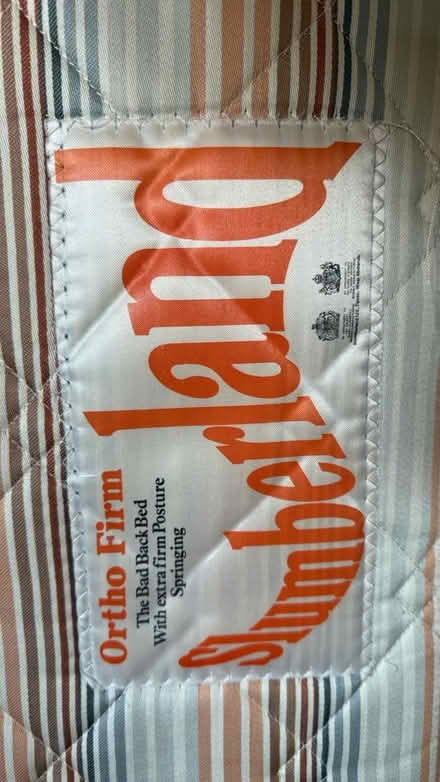 Ortho Firm
The Bad Back Bed
With extra firm Posture
Springing
Slumberland